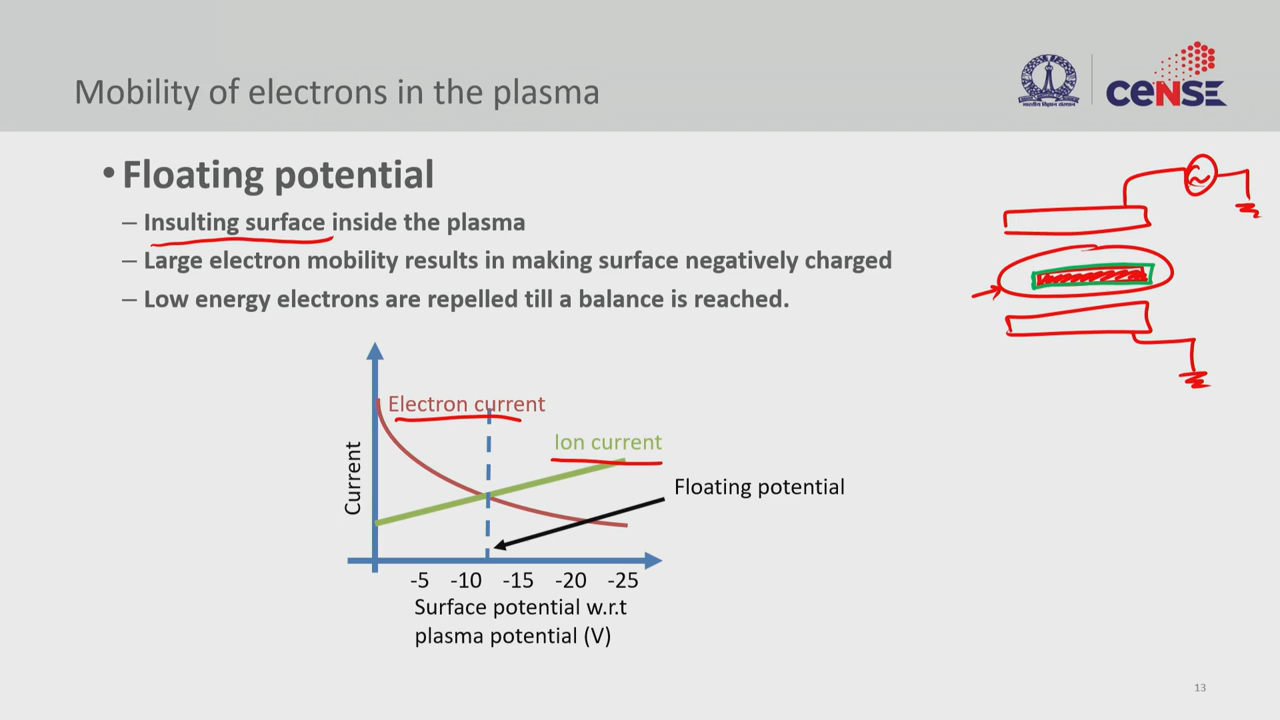 Mobility of electrons in the plasma
ceNSE
• Floating potential
– Insulting surface inside the plasma
– Large electron mobility results in making surface negatively charged
– Low energy electrons are repelled till a balance is reached.
Electron current
Ion current
Floating potential
Current
-5 -10 -15 -20 -25
Surface potential w.r.t
plasma potential (V)
13